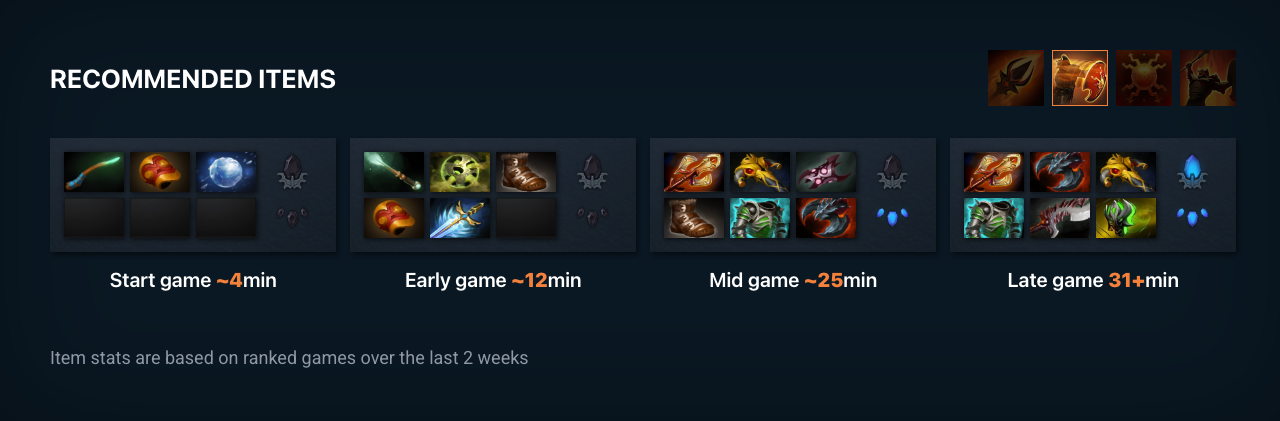 RECOMMENDED ITEMS
Start game ~4min
Early game ~12min
Mid game ~25min
Late game 31+min
Item stats are based on ranked games over the last 2 weeks